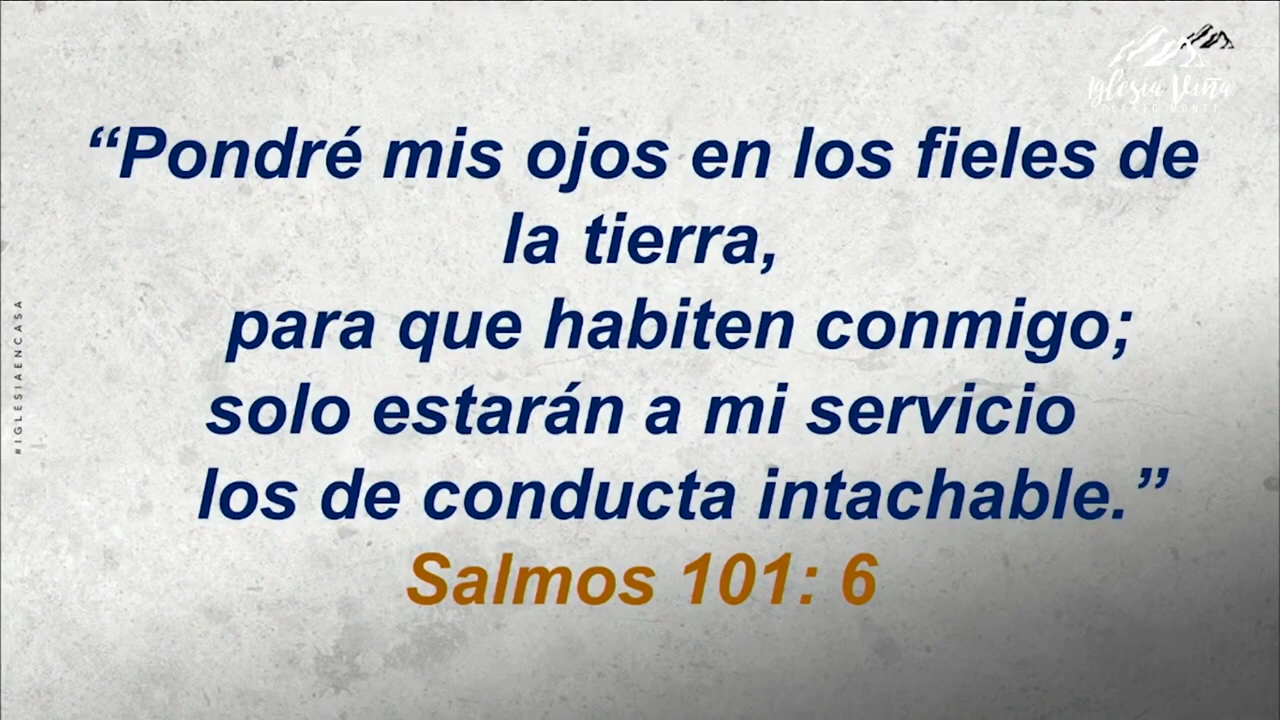 Iglesia Viña
“Pondré mis ojos en los fieles de
la tierra,
para que habiten conmigo;
solo estarán a mi servicio
los de conducta intachable.”
Salmos 101: 6
#IGLESIAENCASA